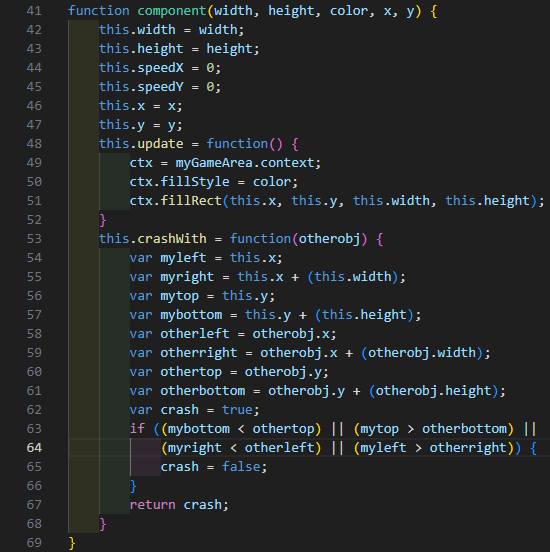 41 function component(width, height, color, x, y) {
42     this.width = width;
43     this.height = height;
44     this.speedX = 0;
45     this.speedY = 0;
46     this.x = x;
47     this.y = y;
48     this.update = function() {
49         ctx = myGameArea.context;
50         ctx.fillStyle = color;
51         ctx.fillRect(this.x, this.y, this.width, this.height);
52     }
53     this.crashWith = function(otherobj) {
54         var myleft = this.x;
55         var myright = this.x + (this.width);
56         var mytop = this.y;
57         var mybottom = this.y + (this.height);
58         var otherleft = otherobj.x;
59         var otherright = otherobj.x + (otherobj.width);
60         var othertop = otherobj.y;
61         var otherbottom = otherobj.y + (otherobj.height);
62         var crash = true;
63         if ((mybottom < othertop) || (mytop > otherbottom) ||
64             (myright < otherleft) || (myleft > otherright)) {
65             crash = false;
66         }
67         return crash;
68     }
69 }